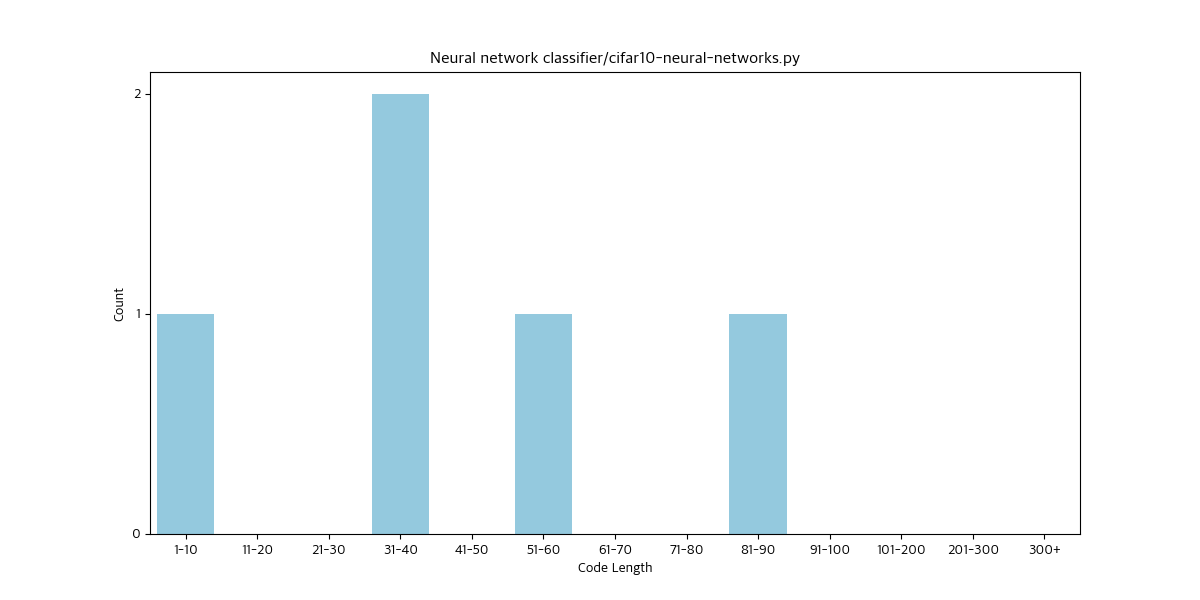 Neural network classifier/cifar10-neural-networks.py
2
1
0
Count
1-10 11-20 21-30 31-40 41-50 51-60 61-70 71-80 81-90 91-100 101-200 201-300 300+
Code Length